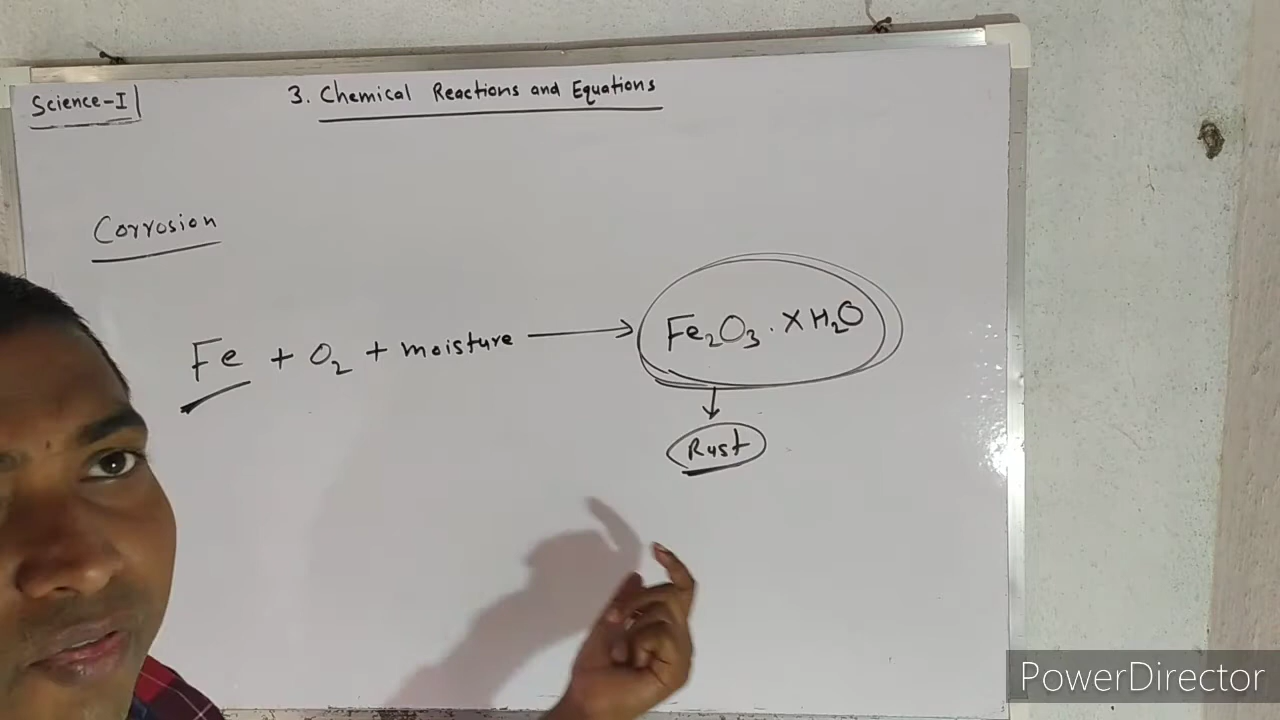 Science-I
3. Chemical Reactions and Equations
Corrosion
Fe + O₂ + moisture → Fe₂O₃·XH₂O
Rust
PowerDirector